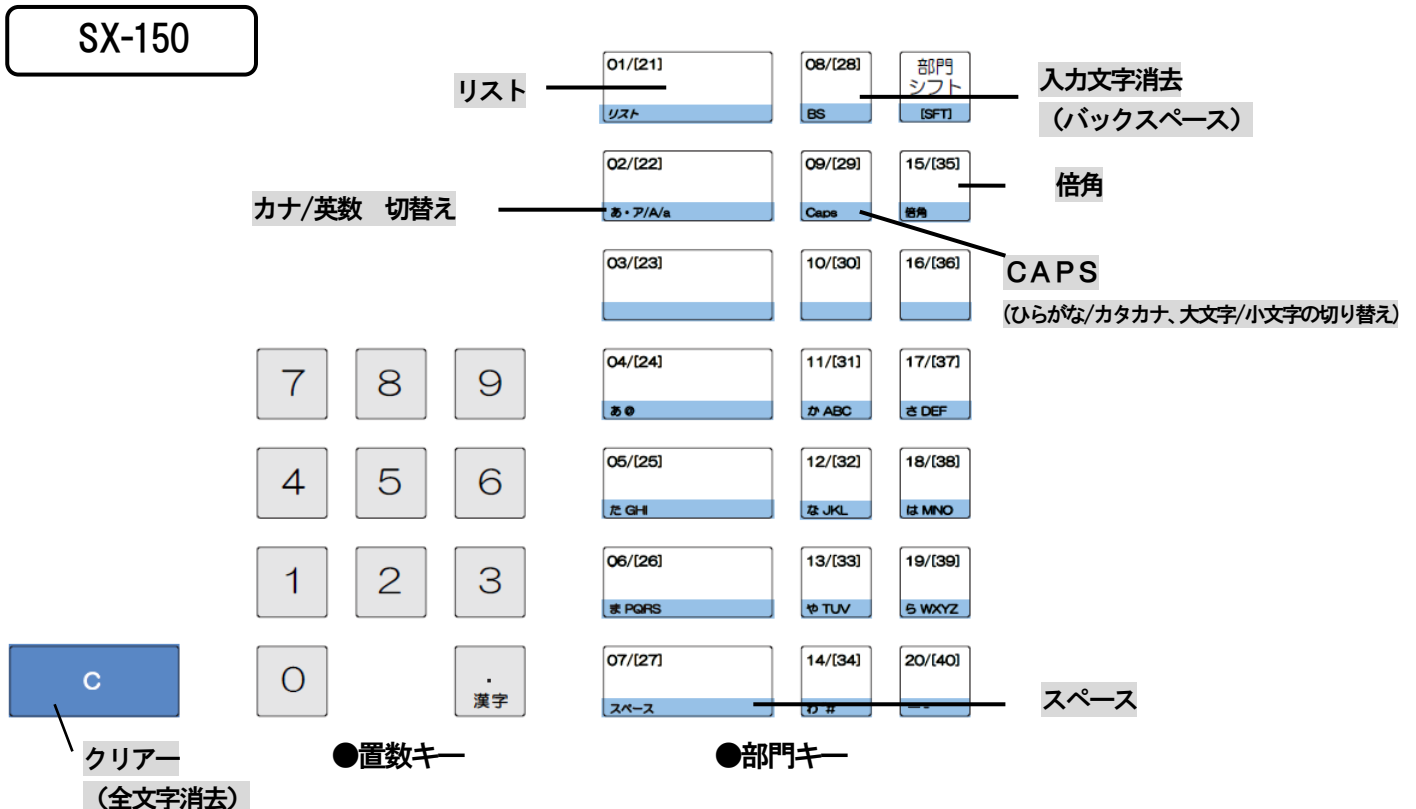 SX-150
リスト
01/[21]
リスト
08/[28]
BS
部門
シフト
[SFT]
入力文字消去
(バックスペース)
カナ/英数 切替え
02/[22]
あ・ア/A/a
09/[29]
Caps
15/[35]
倍角
倍角
03/[23]
10/[30]
16/[36]
CAPS
(ひらがな/カタカナ、大文字/小文字の切り替え)
7
8
9
04/[24]
あ@
11/[31]
か ABC
17/[37]
さ DEF
4
5
6
05/[25]
た GHI
12/[32]
な JKL
18/[38]
は MNO
1
2
3
06/[26]
ま PQRS
13/[33]
や TUV
19/[39]
ら WXYZ
C
0
・
漢字
07/[27]
スペース
14/[34]
わ #
20/[40]
スペース
クリアー
(全文字消去)
●置数キー
●部門キー